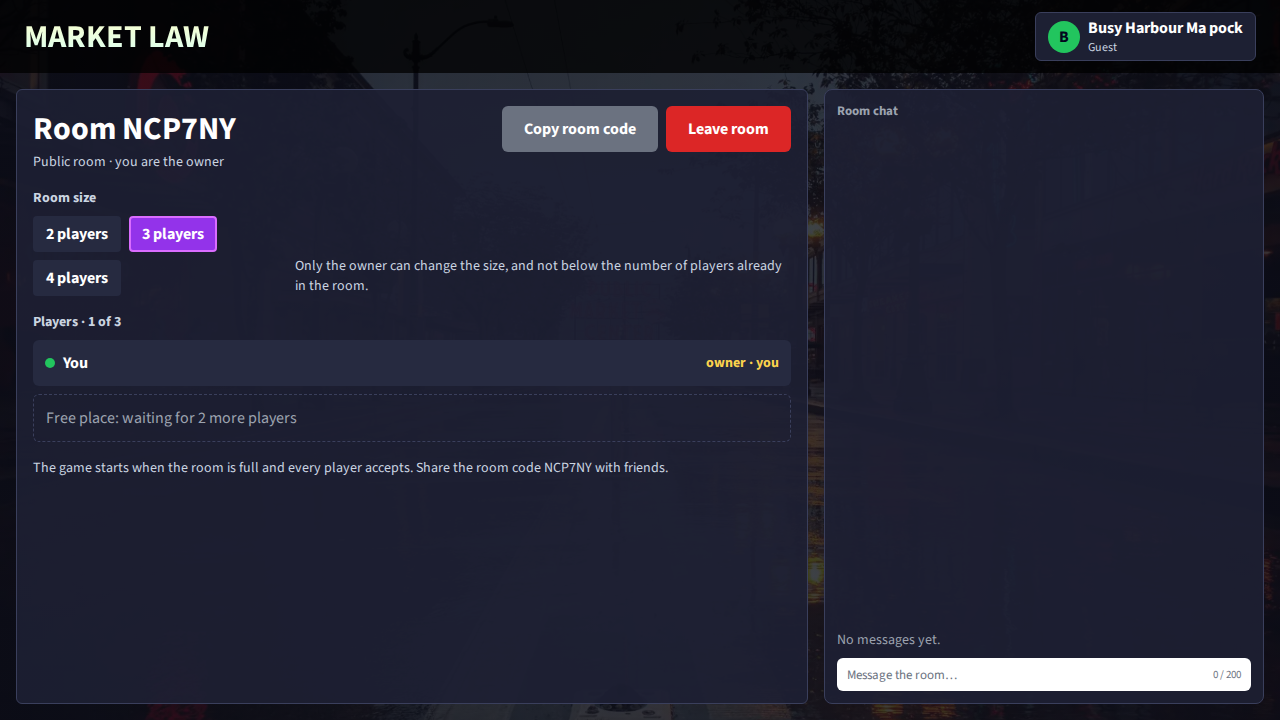 MARKET LAW
B
Busy Harbour Ma pock
Guest
Room NCP7NY
Copy room code
Leave room
Public room · you are the owner
Room size
2 players
3 players
4 players
Only the owner can change the size, and not below the number of players already
in the room.
Players · 1 of 3
You
owner · you
Free place: waiting for 2 more players
The game starts when the room is full and every player accepts. Share the room code NCP7NY with friends.
Room chat
No messages yet.
Message the room…
0 / 200